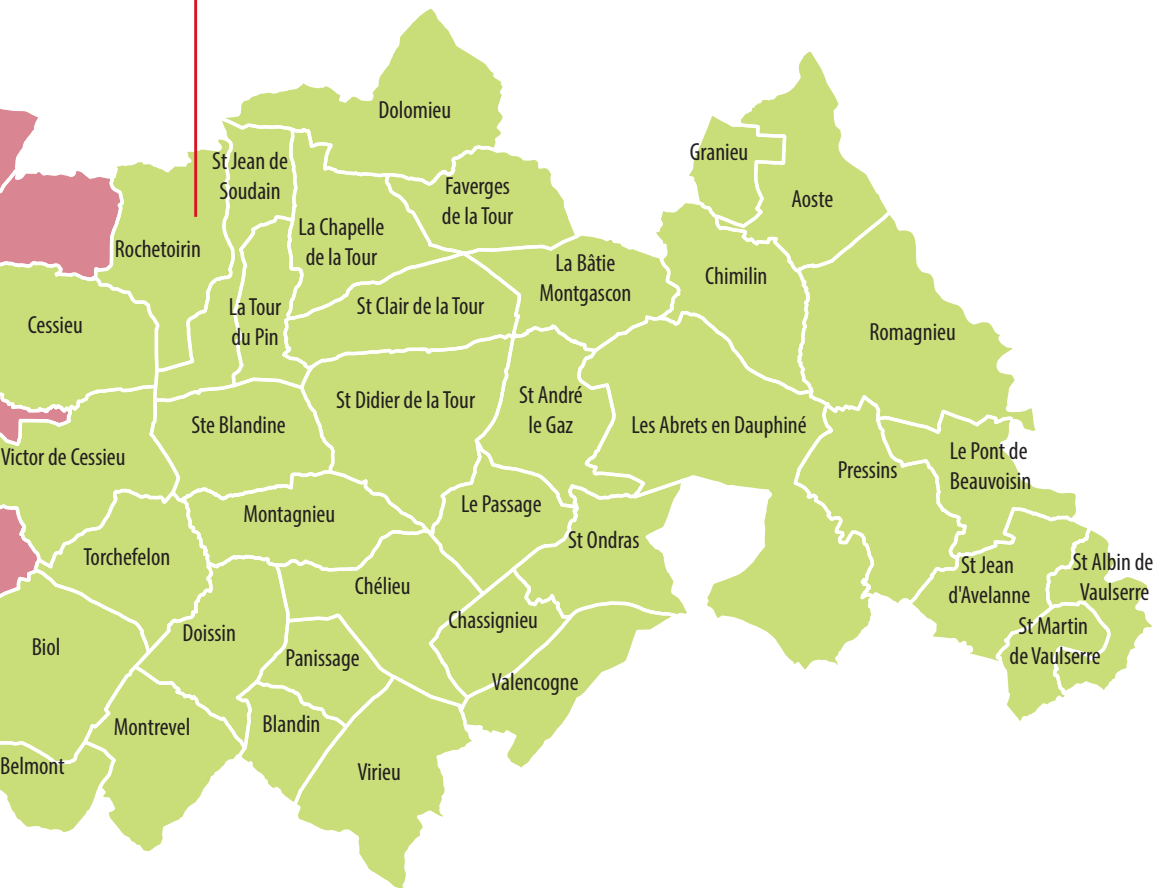 Dolomieu
Granieu
St Jean de
Soudain
Faverges
de la Tour
Aoste
La Chapelle
de la Tour
Rochetoirin
La Bâtie
Montgascon
Chimilin
La Tour
du Pin
St Clair de la Tour
Cessieu
Romagnieu
St Didier de la Tour
St André
le Gaz
Ste Blandine
Les Abrets en Dauphiné
Victor de Cessieu
Pressins
Le Pont de
Beauvoisin
Montagnieu
Le Passage
Torchefelon
St Ondras
St Jean
d'Avelanne
St Albin de
Vaulserre
Chélieu
Chassignieu
Biol
Doissin
St Martin
de Vaulserre
Panissage
Valencogne
Montrevel
Blandin
Belmont
Virieu